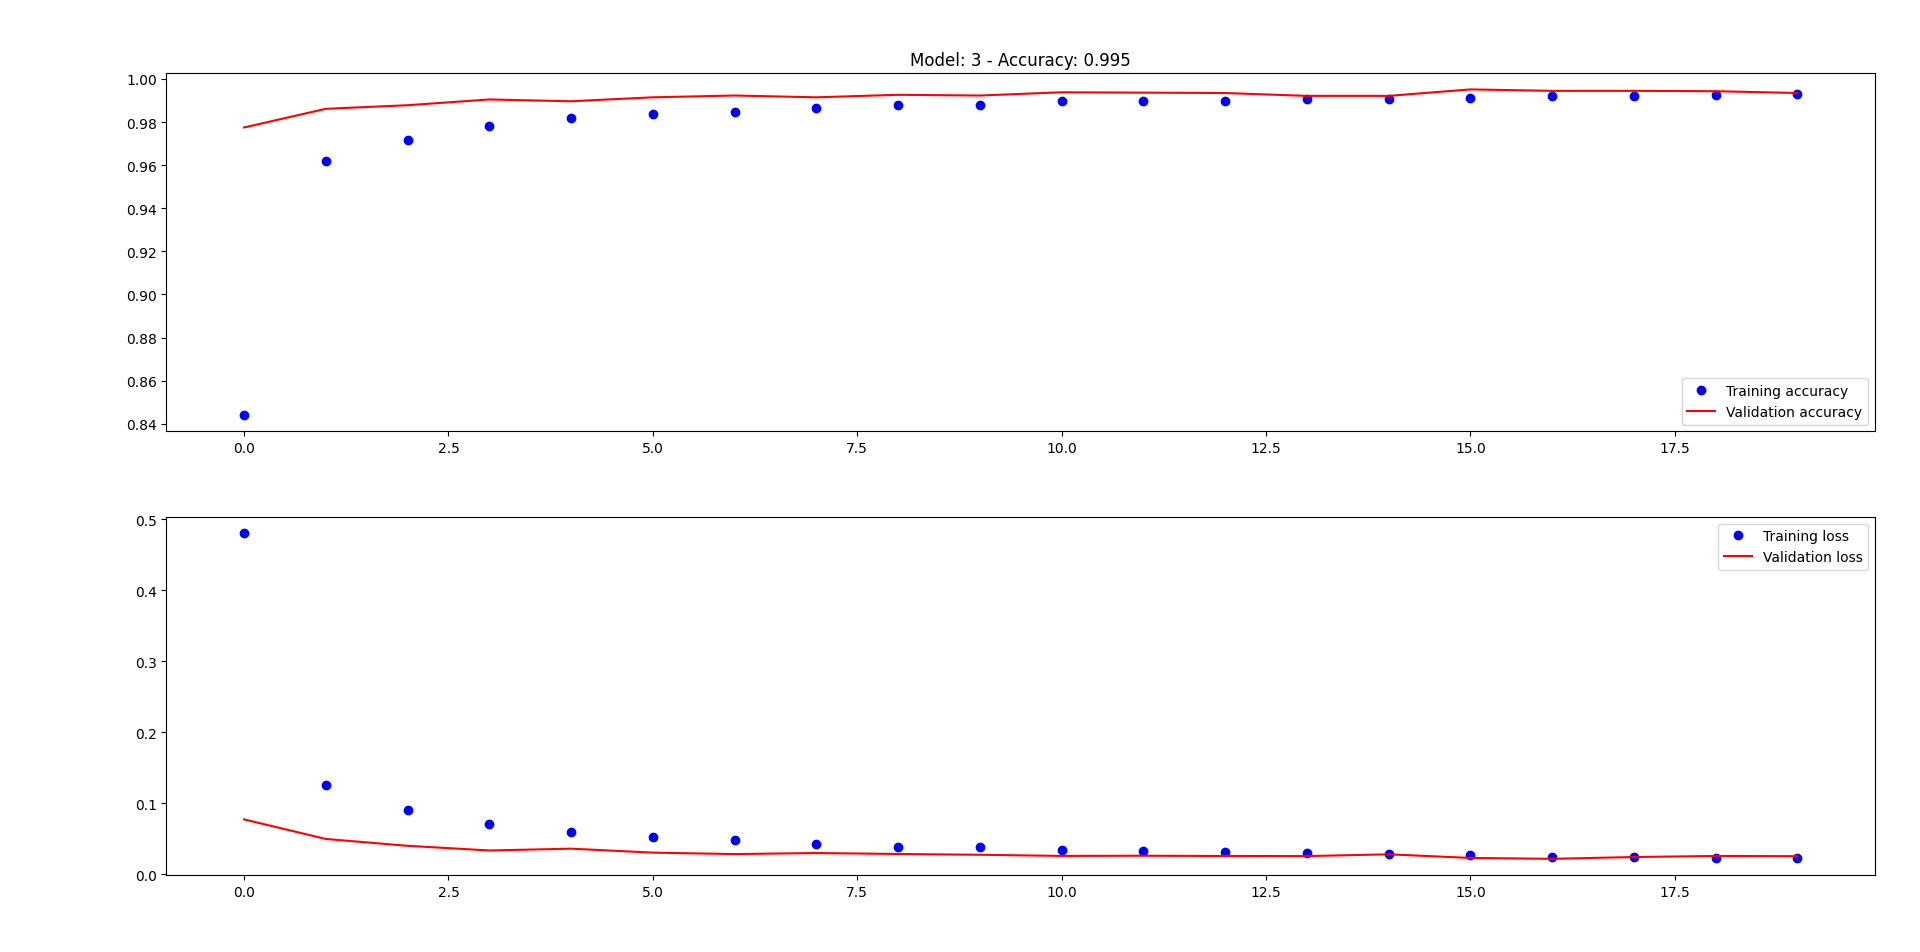 Model: 3 - Accuracy: 0.995
1.00
0.98
0.96
0.94
0.92
0.90
0.88
0.86
0.84
Training accuracy
Validation accuracy
0.0 2.5 5.0 7.5 10.0 12.5 15.0 17.5
0.5
0.4
0.3
0.2
0.1
0.0
Training loss
Validation loss
0.0 2.5 5.0 7.5 10.0 12.5 15.0 17.5